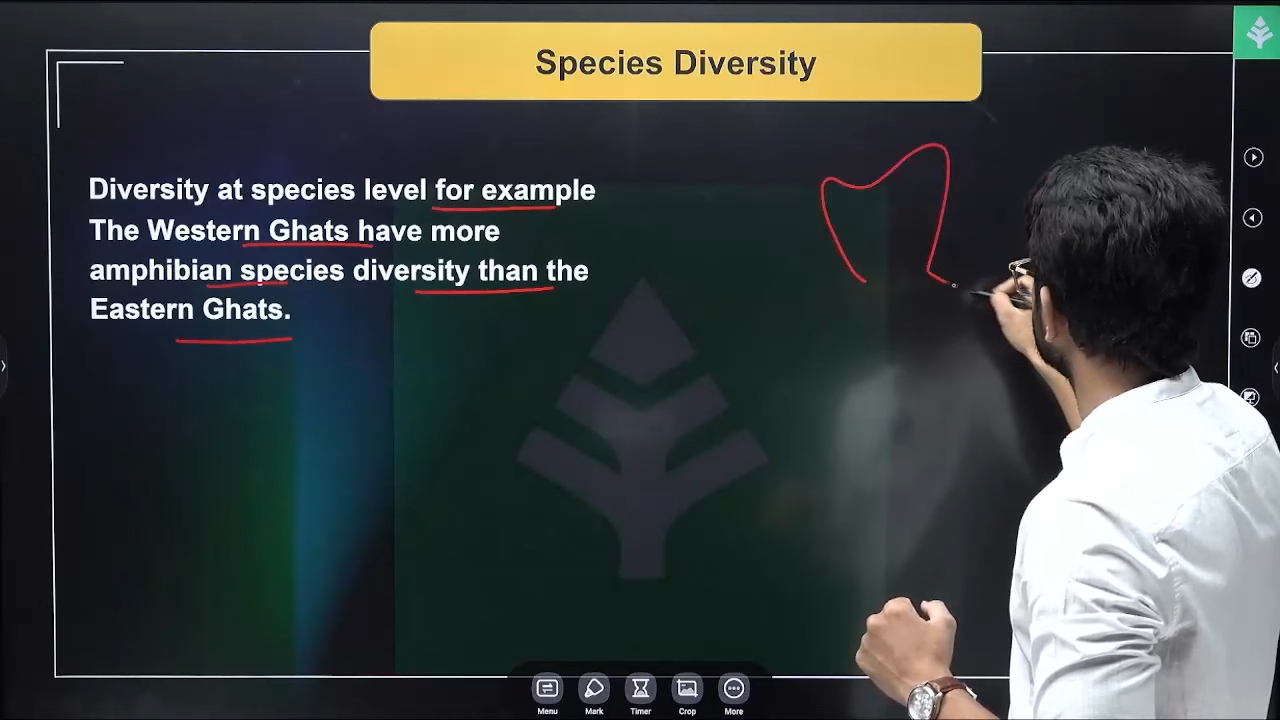 Species Diversity
Diversity at species level for example
The Western Ghats have more
amphibian species diversity than the
Eastern Ghats.
Menu
Mark
Timer
Crop
More